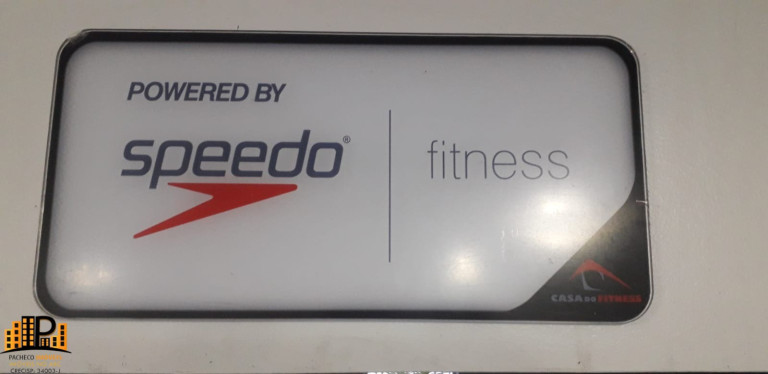 POWERED BY
speedo®
fitness
CASA DO FITNESS
PACHECO
CRECISP: 34003-J